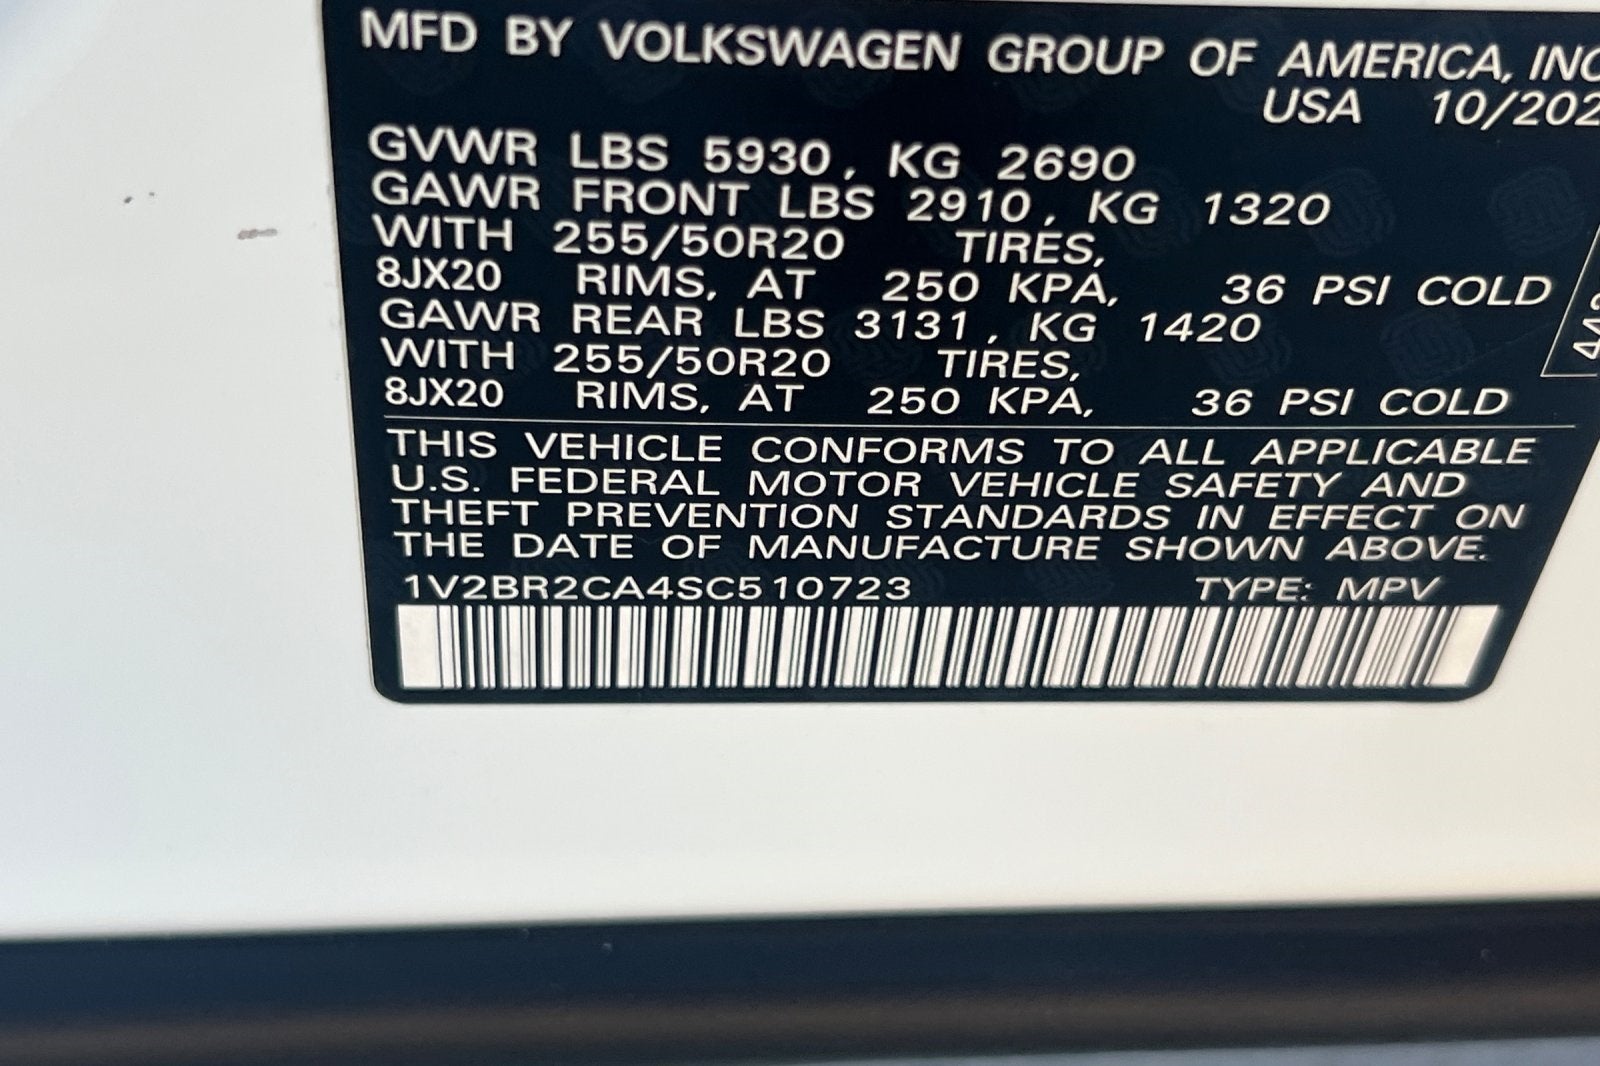 MFD BY VOLKSWAGEN GROUP OF AMERICA, INC
USA 10/202
GVWR LBS 5930, KG 2690
GAWR FRONT LBS 2910, KG 1320
WITH 255/50R20 TIRES,
8JX20 RIMS, AT 250 KPA, 36 PSI COLD
GAWR REAR LBS 3131, KG 1420
WITH 255/50R20 TIRES,
8JX20 RIMS, AT 250 KPA, 36 PSI COLD
THIS VEHICLE CONFORMS TO ALL APPLICABLE
U.S. FEDERAL MOTOR VEHICLE SAFETY AND
THEFT PREVENTION STANDARDS IN EFFECT ON
THE DATE OF MANUFACTURE SHOWN ABOVE.
1V2BR2CA4SC510723 TYPE: MPV